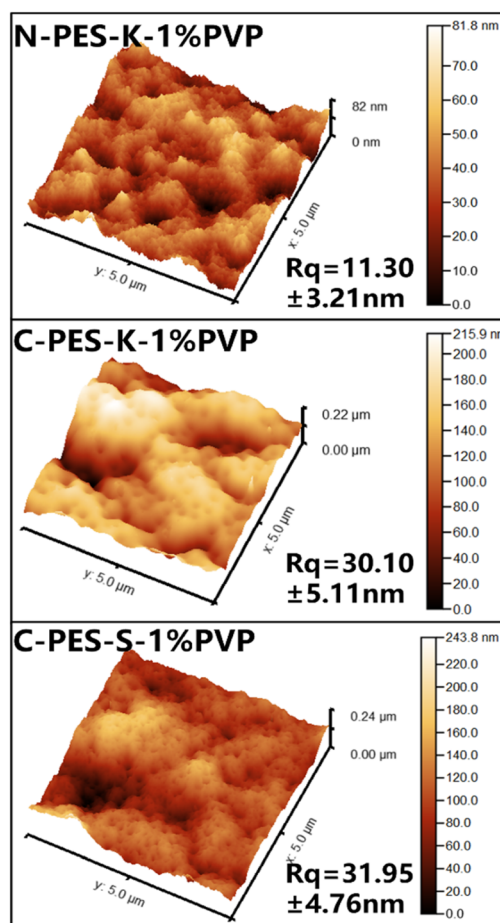 N-PES-K-1%PVP
81.8 nm
70.0
60.0
50.0
40.0
30.0
20.0
10.0
0.0
82 nm
0 nm
x: 5.0 µm
y: 5.0 µm
Rq=11.30
±3.21nm
C-PES-K-1%PVP
215.9 n
200.0
180.0
160.0
140.0
120.0
100.0
80.0
60.0
40.0
20.0
0.0
0.22 µm
0.00 µm
x: 5.0 µm
y: 5.0 µm
Rq=30.10
±5.11nm
C-PES-S-1%PVP
243.8 nm
220.0
200.0
180.0
160.0
140.0
120.0
100.0
80.0
60.0
40.0
20.0
0.0
0.24 µm
0.00 µm
x: 5.0 µm
y: 5.0 µm
Rq=31.95
±4.76nm